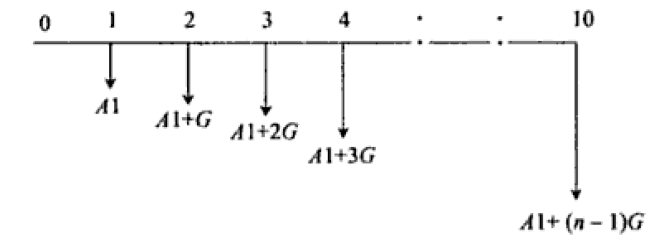 0 1 2 3 4 · · 10
A1
A1+G
A1+2G
A1+3G
A1+ (n – 1)G